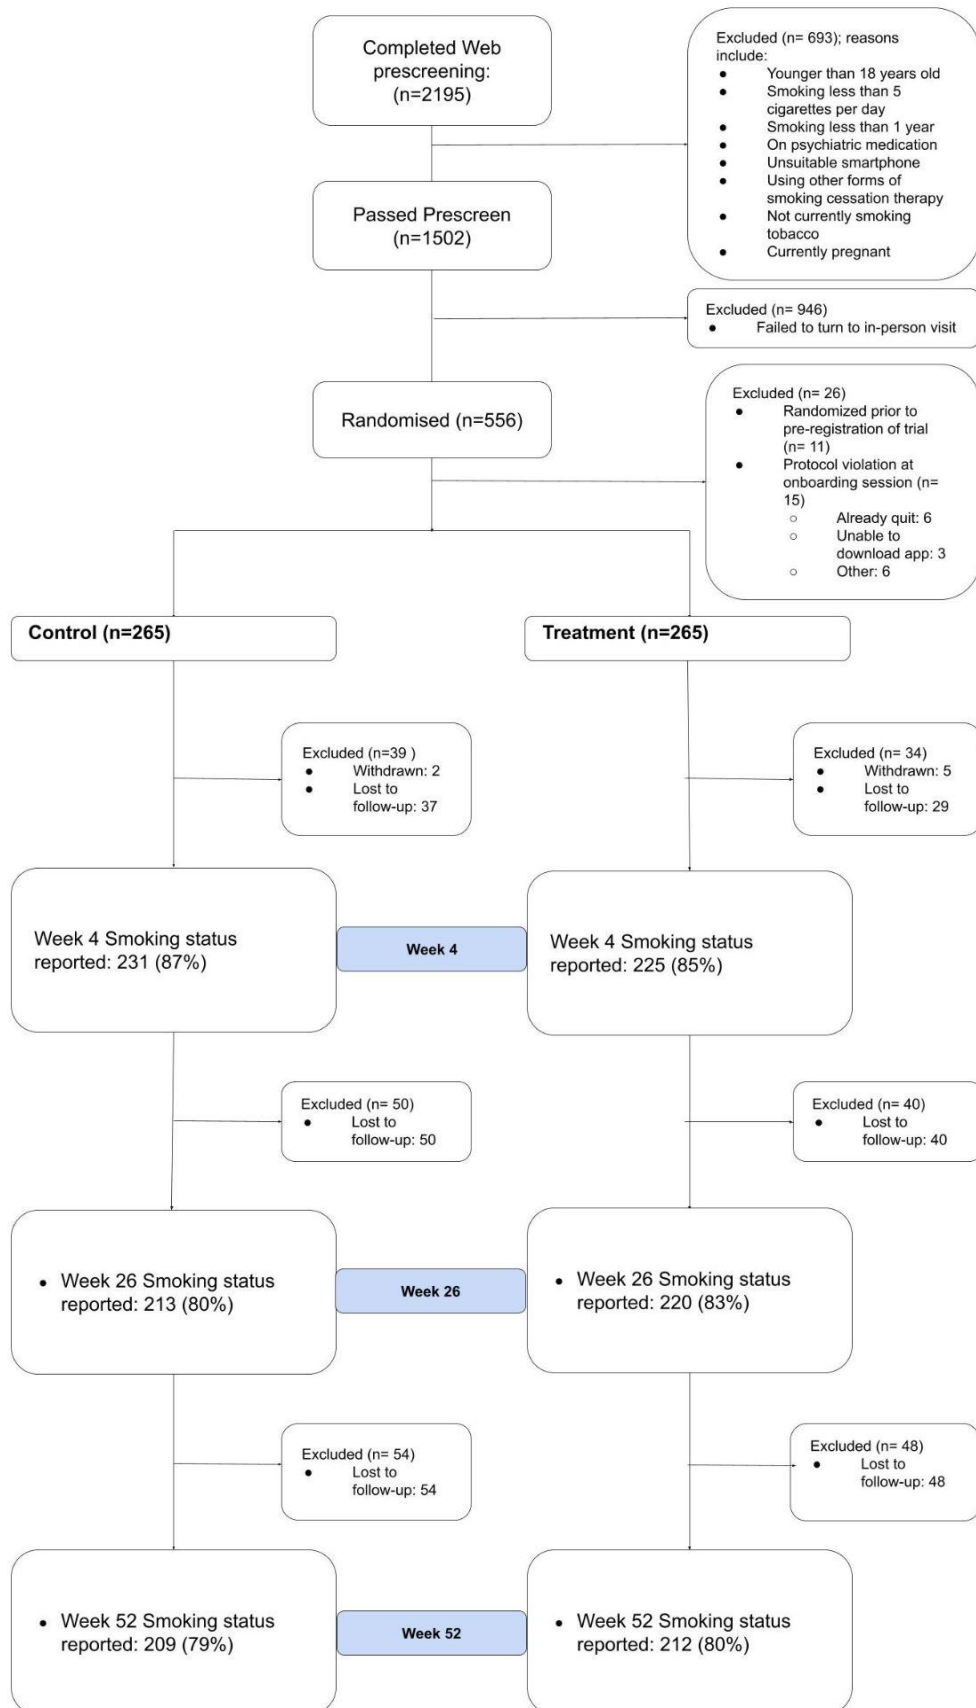 Completed Web
prescreening:
(n=2195)
Excluded (n= 693); reasons
include:
● Younger than 18 years old
● Smoking less than 5
cigarettes per day
● Smoking less than 1 year
● On psychiatric medication
● Unsuitable smartphone
● Using other forms of
smoking cessation therapy
● Not currently smoking
tobacco
● Currently pregnant
Passed Prescreen
(n=1502)
Excluded (n= 946)
● Failed to turn to in-person visit
Randomised (n=556)
Excluded (n= 26)
● Randomized prior to
pre-registration of trial
(n= 11)
● Protocol violation at
onboarding session (n=
15)
○ Already quit: 6
○ Unable to
download app: 3
○ Other: 6
Control (n=265)
Treatment (n=265)
Excluded (n=39 )
● Withdrawn: 2
● Lost to
follow-up: 37
Excluded (n= 34)
● Withdrawn: 5
● Lost to
follow-up: 29
Week 4 Smoking status
reported: 231 (87%)
Week 4
Week 4 Smoking status
reported: 225 (85%)
Excluded (n= 50)
● Lost to
follow-up: 50
Excluded (n= 40)
● Lost to
follow-up: 40
● Week 26 Smoking status
reported: 213 (80%)
Week 26
● Week 26 Smoking status
reported: 220 (83%)
Excluded (n= 54)
● Lost to
follow-up: 54
Excluded (n= 48)
● Lost to
follow-up: 48
● Week 52 Smoking status
reported: 209 (79%)
Week 52
● Week 52 Smoking status
reported: 212 (80%)